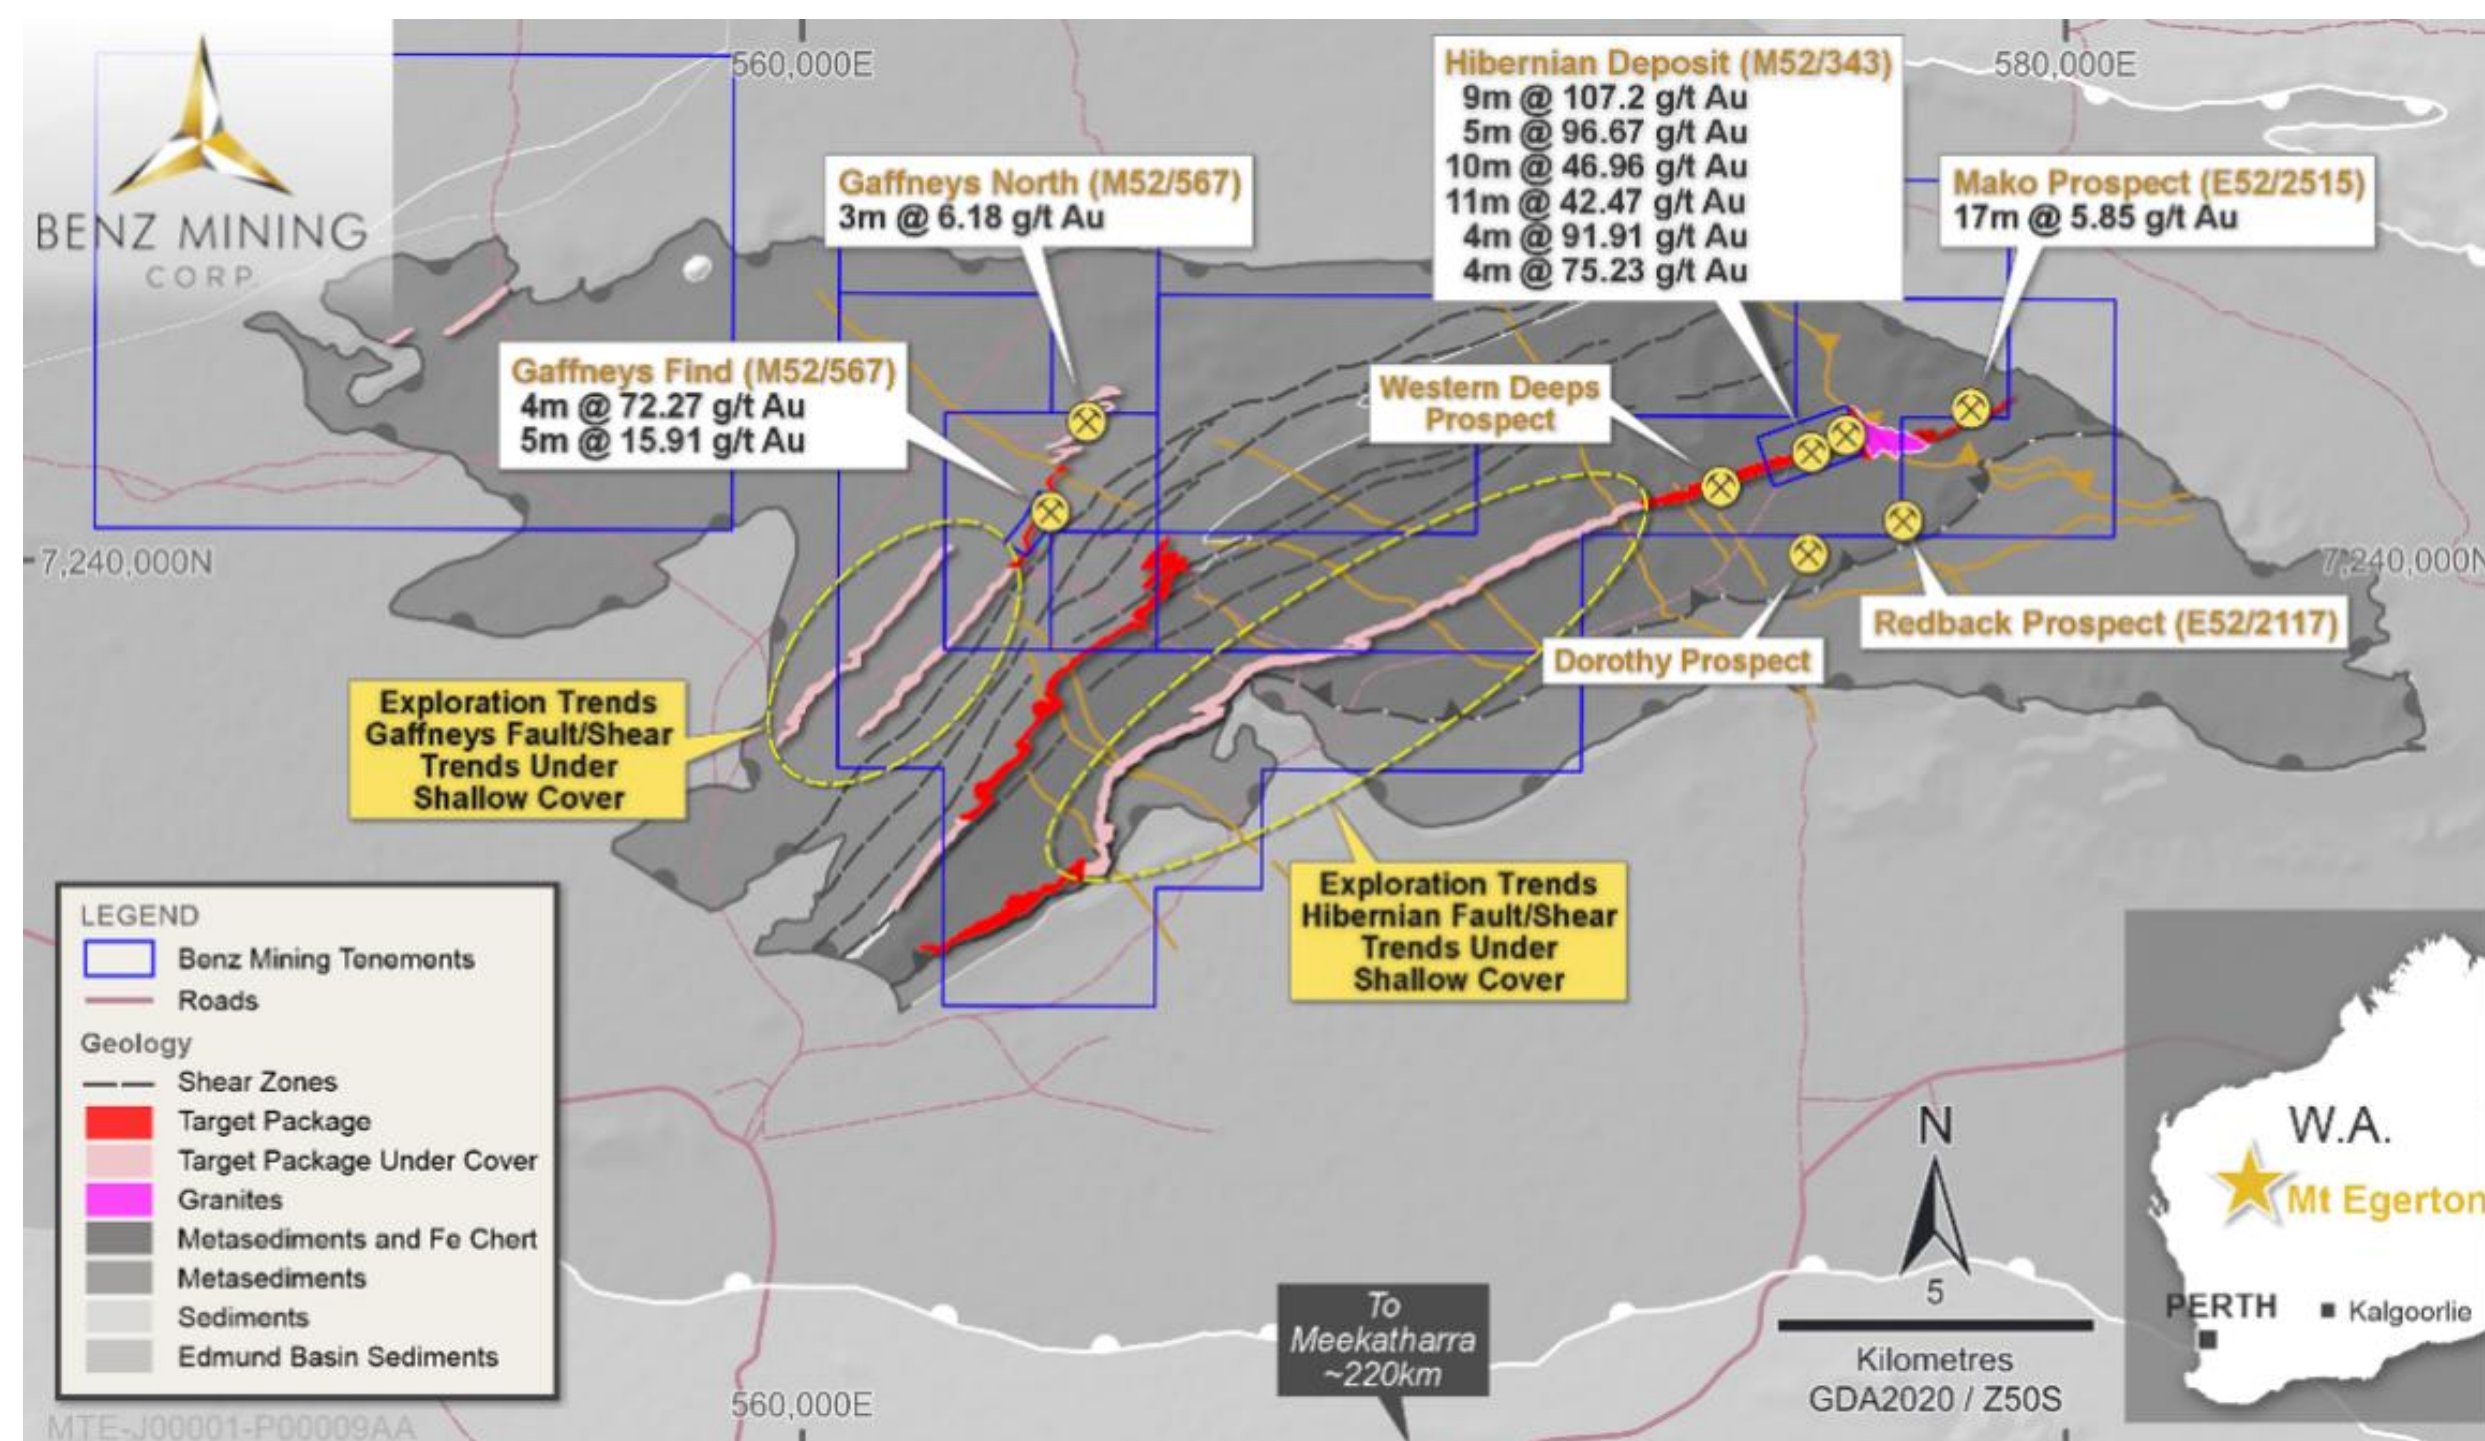 BENZ MINING
CORP.
560,000E
580,000E
Hibernian Deposit (M52/343)
9m @ 107.2 g/t Au
5m @ 96.67 g/t Au
10m @ 46.96 g/t Au
11m @ 42.47 g/t Au
4m @ 91.91 g/t Au
4m @ 75.23 g/t Au
Gaffneys North (M52/567)
3m @ 6.18 g/t Au
Mako Prospect (E52/2515)
17m @ 5.85 g/t Au
Gaffneys Find (M52/567)
4m @ 72.27 g/t Au
5m @ 15.91 g/t Au
Western Deeps
Prospect
7,240,000N
7,240,000N
Redback Prospect (E52/2117)
Dorothy Prospect
Exploration Trends
Gaffneys Fault/Shear
Trends Under
Shallow Cover
Exploration Trends
Hibernian Fault/Shear
Trends Under
Shallow Cover
LEGEND
Benz Mining Tenements
Roads
Geology
Shear Zones
Target Package
Target Package Under Cover
Granites
Metasediments and Fe Chert
Metasediments
Sediments
Edmund Basin Sediments
MTE-J00001-P00009AA
560,000E
To
Meekatharra
~220km
N
5
Kilometres
GDA2020 / Z50S
W.A.
Mt Egerton
PERTH
Kalgoorlie